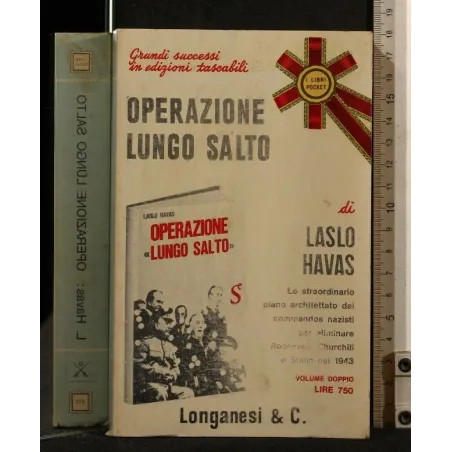 L. Havas: OPERAZIONE LUNGO SALTO
Grandi successi
in edizioni tascabili
I LIBRI
POCKET
OPERAZIONE
LUNGO SALTO
LASLO HAVAS
OPERAZIONE
«LUNGO SALTO»
S
di
LASLO
HAVAS
Lo straordinario
piano architettato dai
commandos nazisti
per eliminare
Roosevelt, Churchill
e Stalin nel 1943
VOLUME DOPPIO
LIRE 750
Longanesi & C.